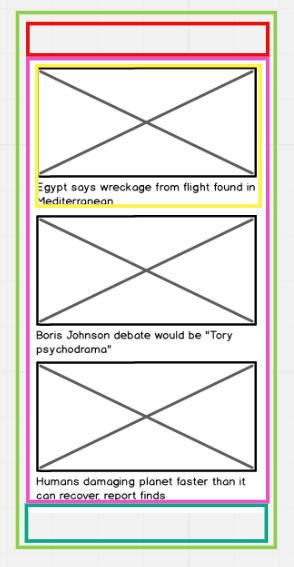 Egypt says wreckage from flight found in
Mediterranean
Boris Johnson debate would be "Tory
psychodrama"
Humans damaging planet faster than it
can recover, report finds